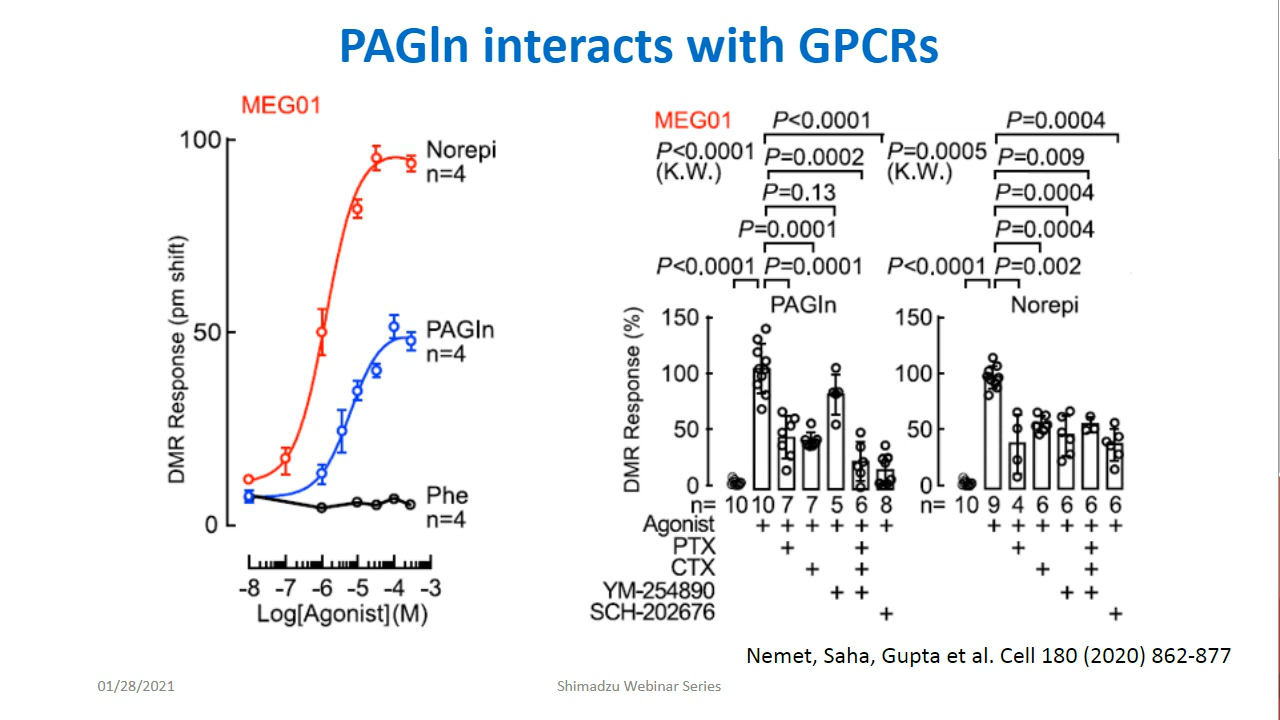 PAGln interacts with GPCRs
MEG01
100
50
0
DMR Response (pm shift)
Norepi
n=4
PAGln
n=4
Phe
n=4
-8 -7 -6 -5 -4 -3
Log[Agonist](M)
MEG01
P<0.0001
(K.W.)
P<0.0001
P=0.0002
P=0.13
P=0.0001
P<0.0001 P=0.0001
PAGln
150
100
50
0
DMR Response (%)
n= 10 10 7 7 5 6 8
Agonist + + + + + +
PTX + +
CTX + +
YM-254890 + +
SCH-202676 +
P=0.0005
(K.W.)
P=0.0004
P=0.009
P=0.0004
P=0.0004
P<0.0001 P=0.002
Norepi
150
100
50
0
n= 10 9 4 6 6 6 6
+ + + + + +
+ +
+ +
+ +
+
Nemet, Saha, Gupta et al. Cell 180 (2020) 862-877
01/28/2021
Shimadzu Webinar Series